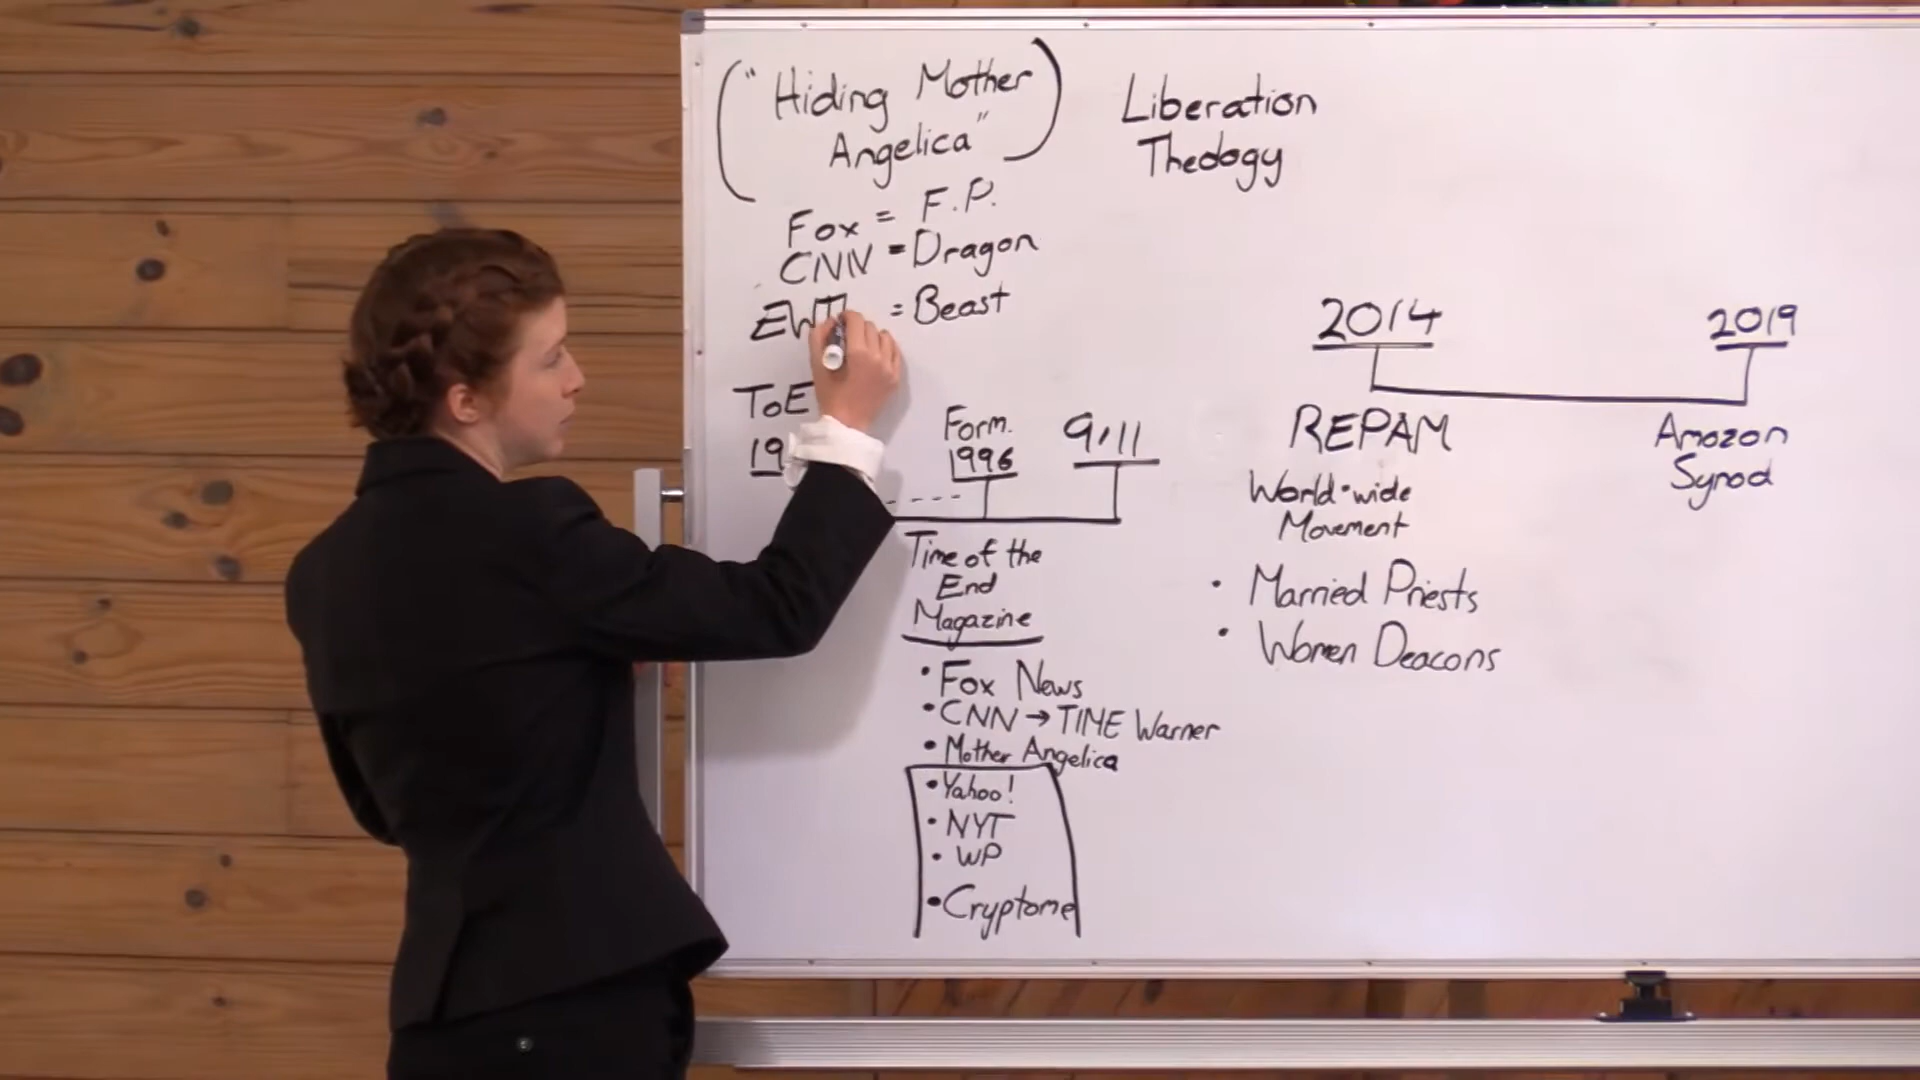 ("Hiding Mother
Angelica")
Fox = F.P.
CNN = Dragon
EWT = Beast
ToE
19
Form.
1996
9/11
Time of the
End
Magazine
• Fox News
• CNN → TIME Warner
• Mother Angelica
• Yahoo!
• NYT
• WP
• Cryptome
Liberation
Theology
2014
REPAM
World-wide
Movement
• Married Priests
• Women Deacons
2019
Amazon
Synod